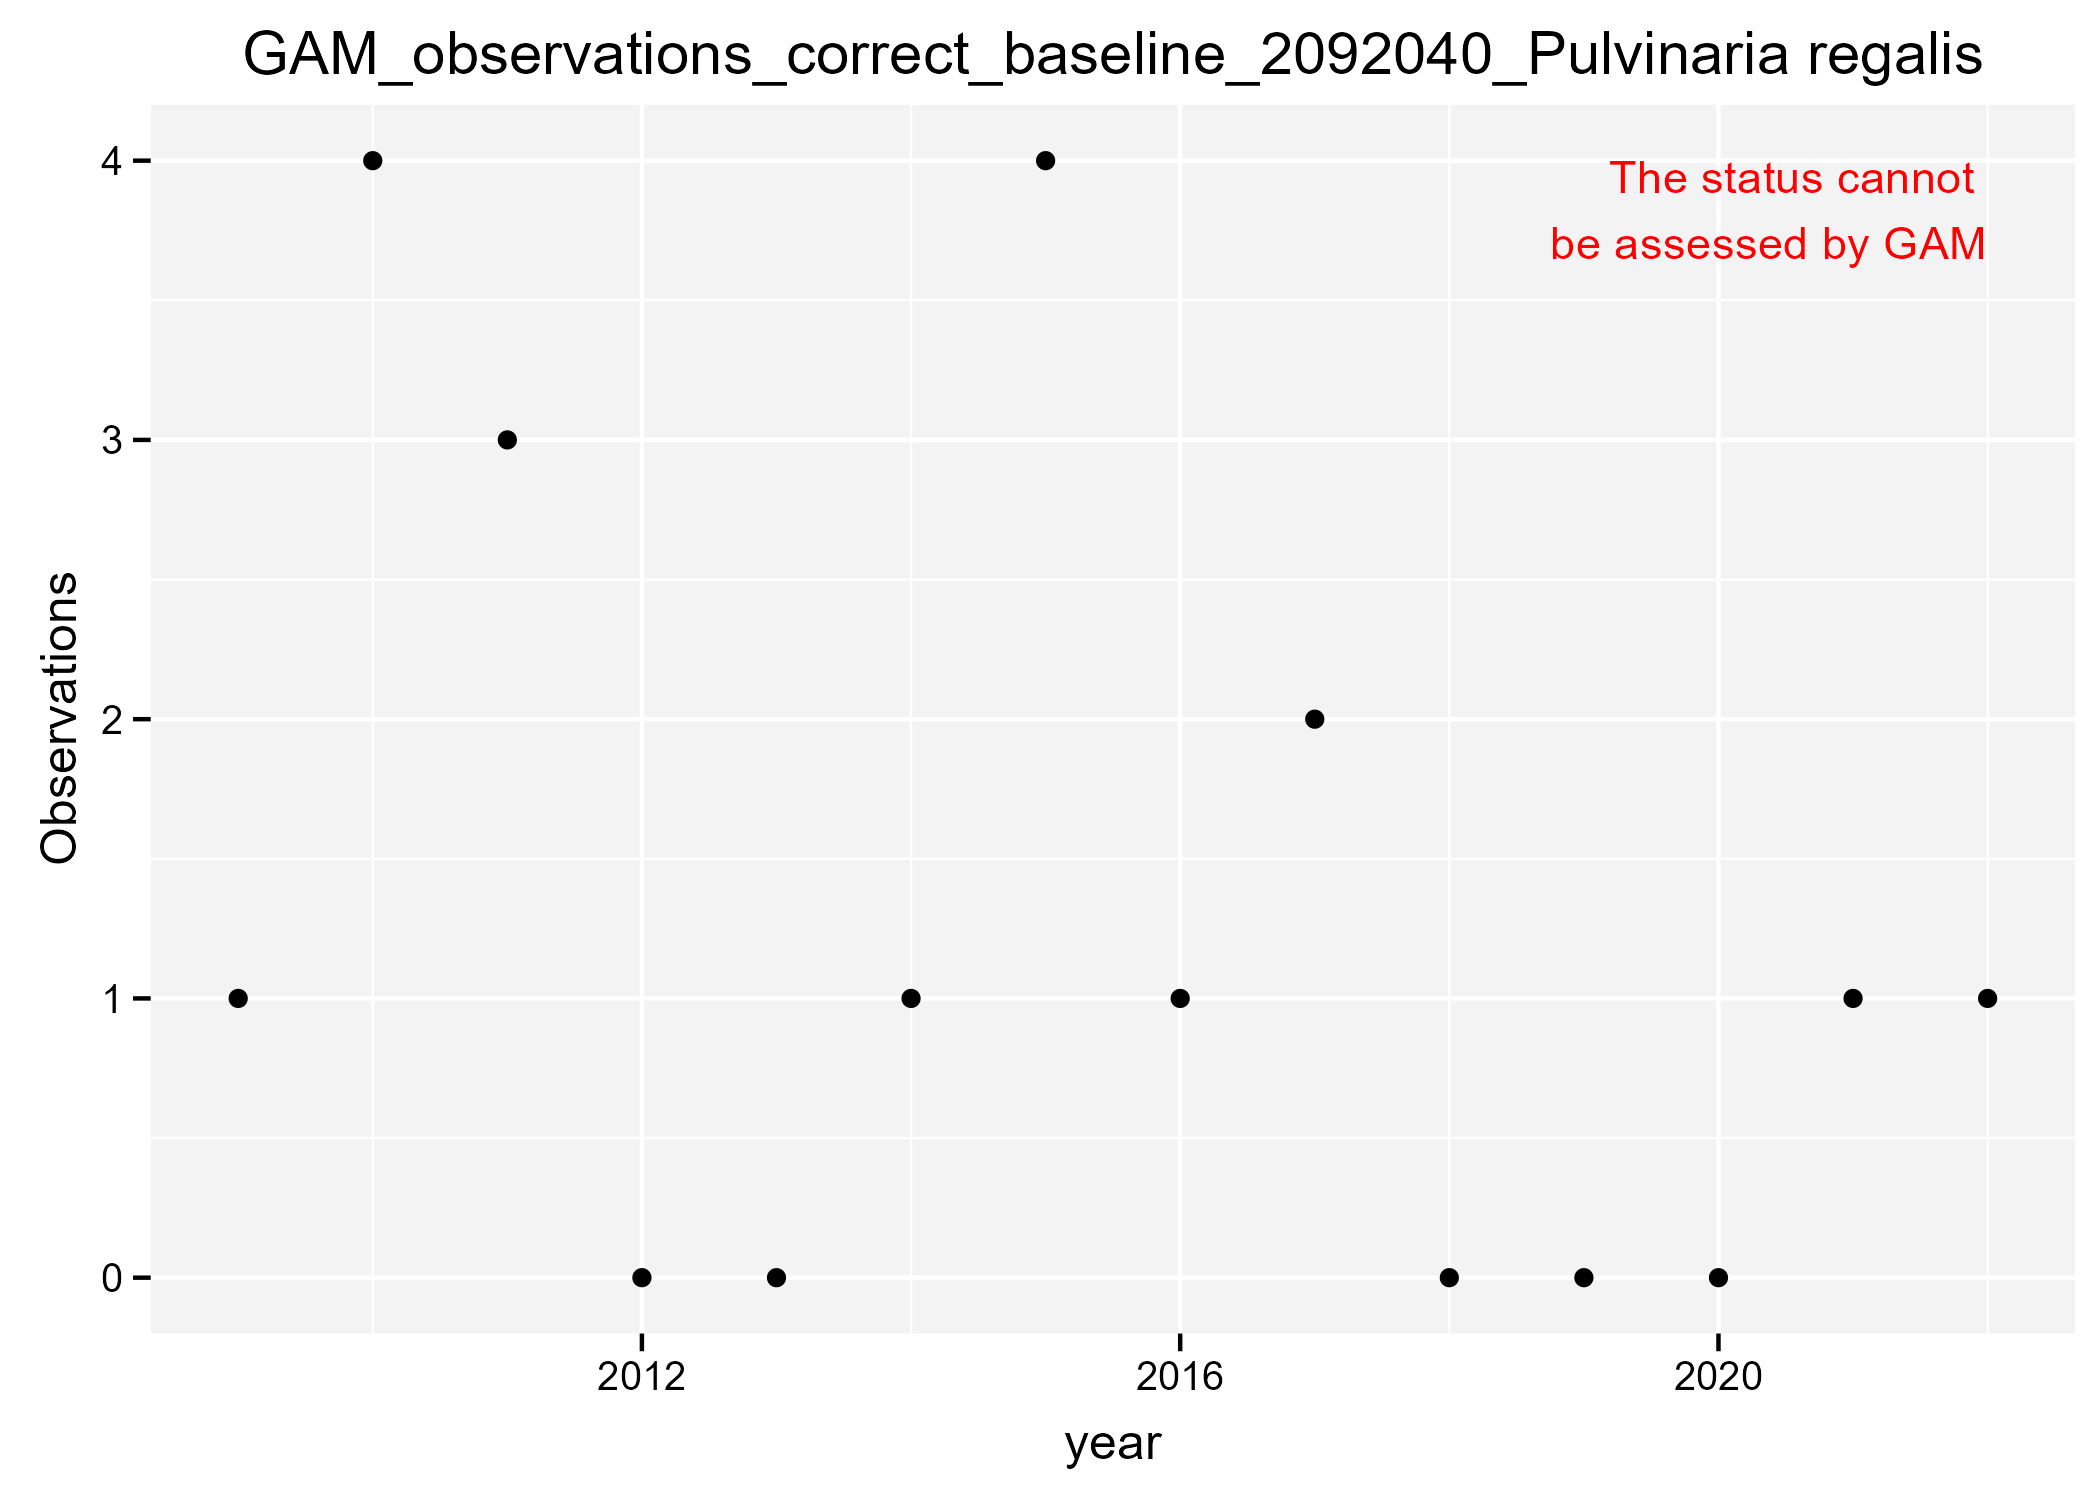 GAM_observations_correct_baseline_2092040_Pulvinaria regalis
The status cannot
be assessed by GAM
4
3
2
1
0
Observations
2012
2016
2020
year